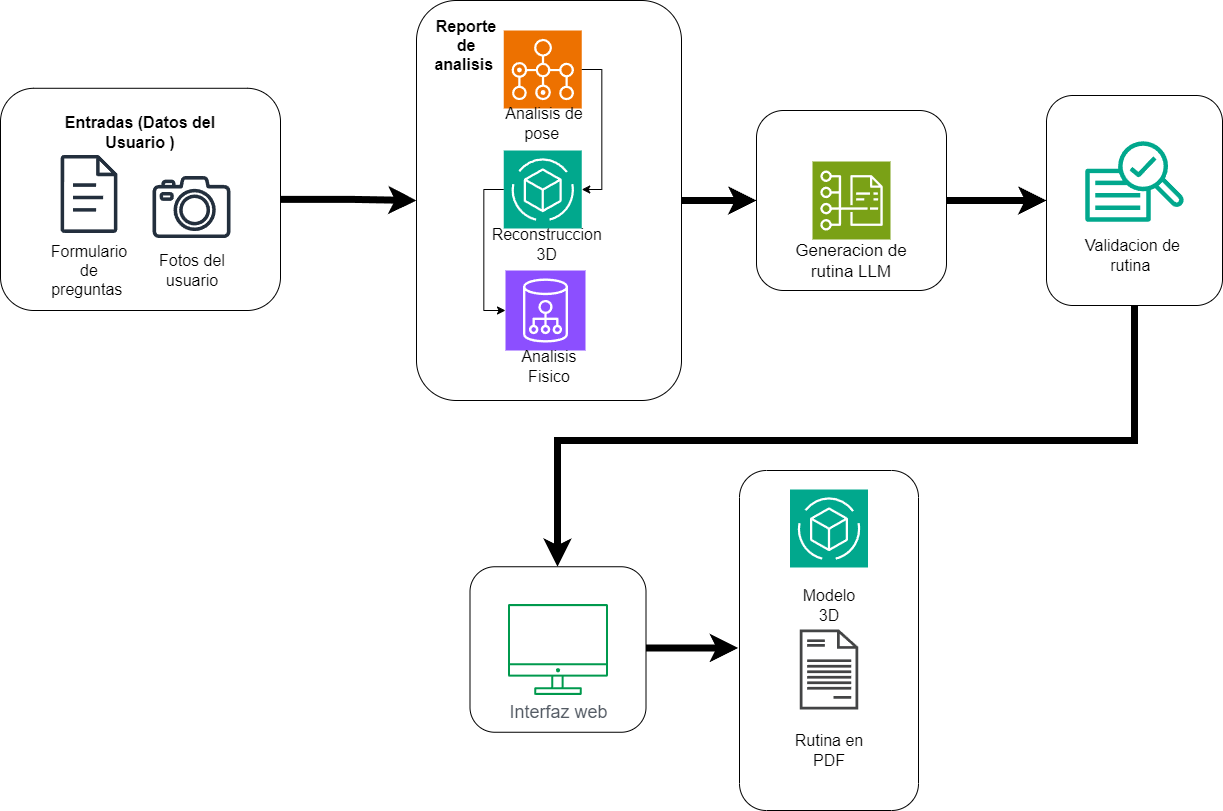 Entradas (Datos del
Usuario )
Formulario
de
preguntas
Fotos del
usuario
Reporte
de
analisis
Analisis de
pose
Reconstruccion
3D
Analisis
Fisico
Generacion de
rutina LLM
Validacion de
rutina
Interfaz web
Modelo
3D
Rutina en
PDF